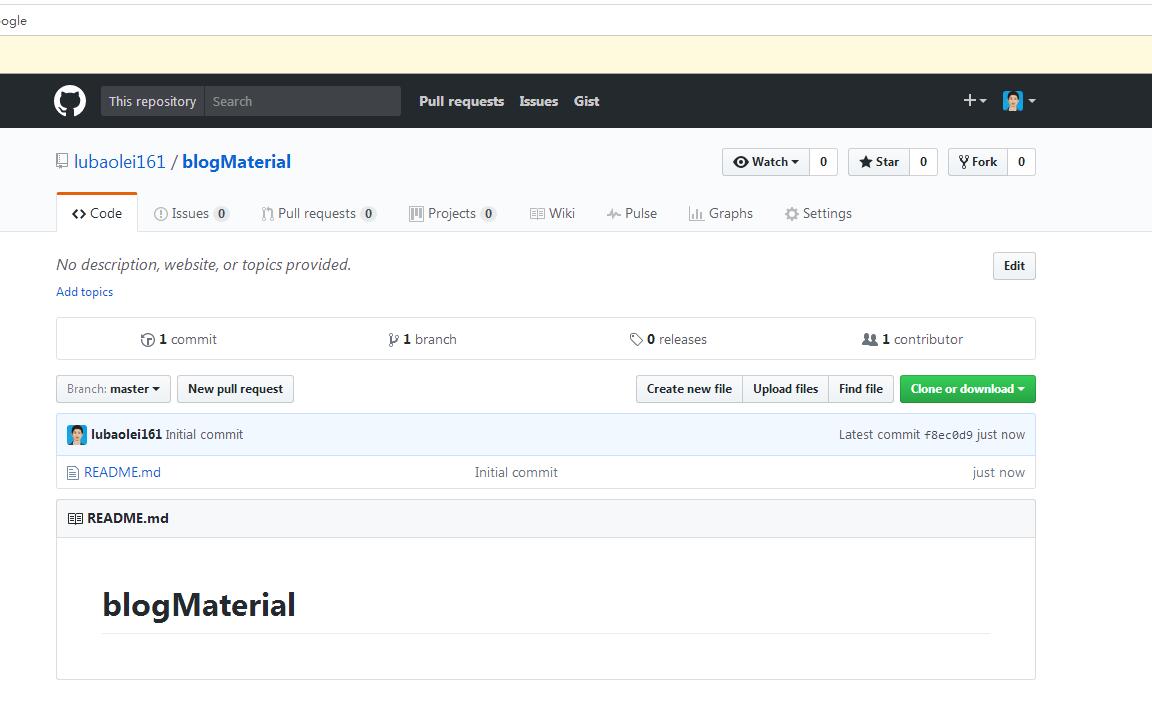 ogle
This repository Search Pull requests Issues Gist
lubaolei161 / blogMaterial Watch 0 Star 0 Fork 0
Code Issues 0 Pull requests 0 Projects 0 Wiki Pulse Graphs Settings
No description, website, or topics provided. Edit
Add topics
1 commit 1 branch 0 releases 1 contributor
Branch: master New pull request Create new file Upload files Find file Clone or download
lubaolei161 Initial commit Latest commit f8ec0d9 just now
README.md Initial commit just now
README.md
blogMaterial